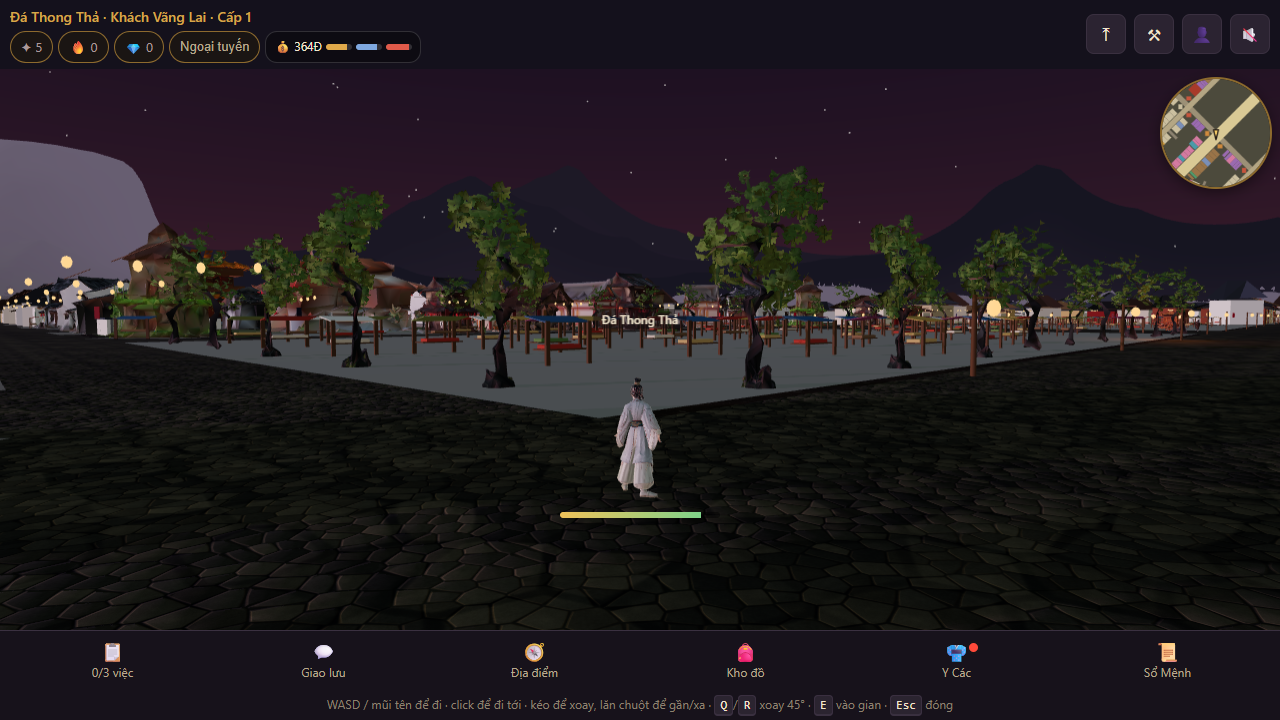 Đá Thong Thả · Khách Vãng Lai · Cấp 1
5
0
0
Ngoại tuyến
364Đ
Đá Thong Thả
0/3 việc
Giao lưu
Địa điểm
Kho đồ
Y Các
Sổ Mệnh
WASD / mũi tên để đi · click để đi tới · kéo để xoay, lăn chuột để gần/xa · Q / R xoay 45° · E vào gian · Esc đóng